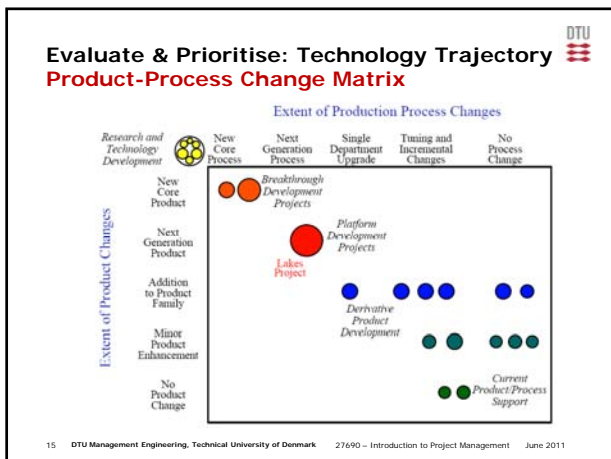 DTU
Evaluate & Prioritise: Technology Trajectory
Product-Process Change Matrix
Extent of Production Process Changes
Research and
Technology
Development
New
Core
Process
Next
Generation
Process
Single
Department
Upgrade
Tuning and
Incremental
Changes
No
Process
Change
Extent of Product Changes
New
Core
Product
Breakthrough
Development
Projects
Next
Generation
Product
Platform
Development
Projects
Lakes
Project
Addition
to Product
Family
Derivative
Product
Development
Minor
Product
Enhancement
No
Product
Change
Current
Product/Process
Support
15 DTU Management Engineering, Technical University of Denmark 27690 – Introduction to Project Management June 2011